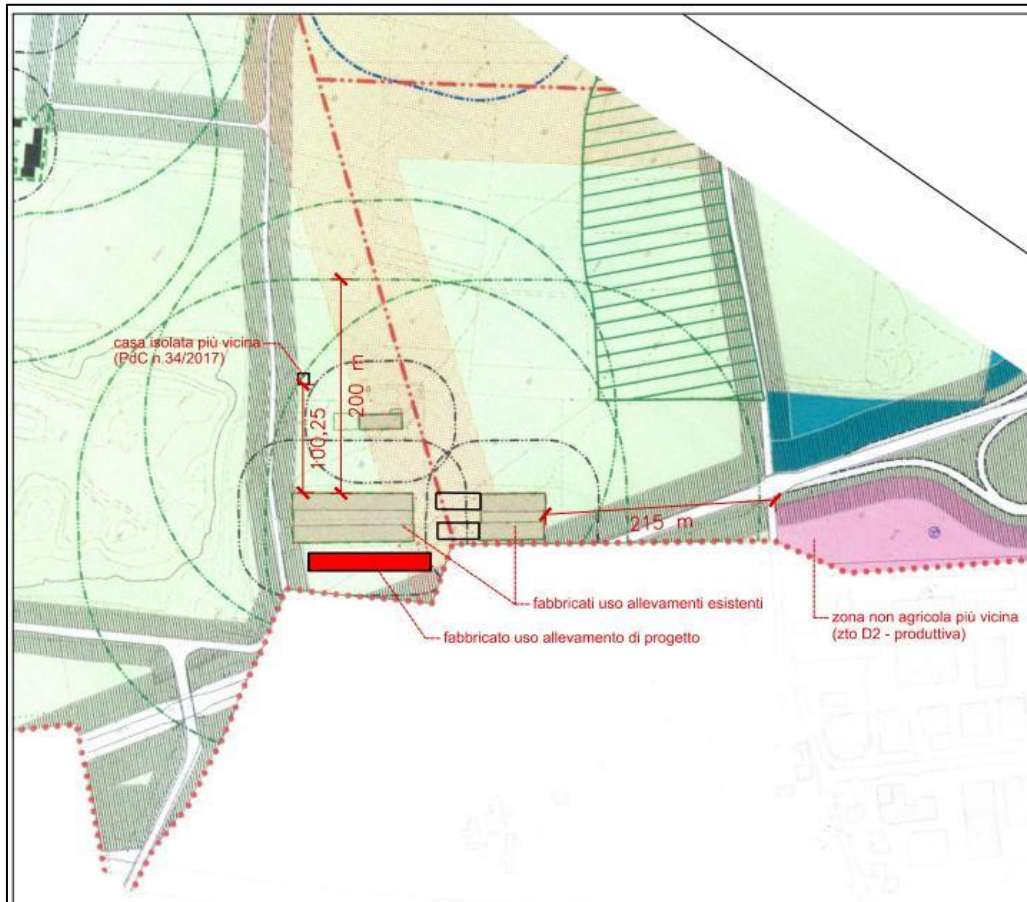 casa isolata più vicina
(PdC n.34/2017)
200 m
100,25
215 m
fabbricati uso allevamenti esistenti
fabbricato uso allevamento di progetto
zona non agricola più vicina
(zto D2 - produttiva)